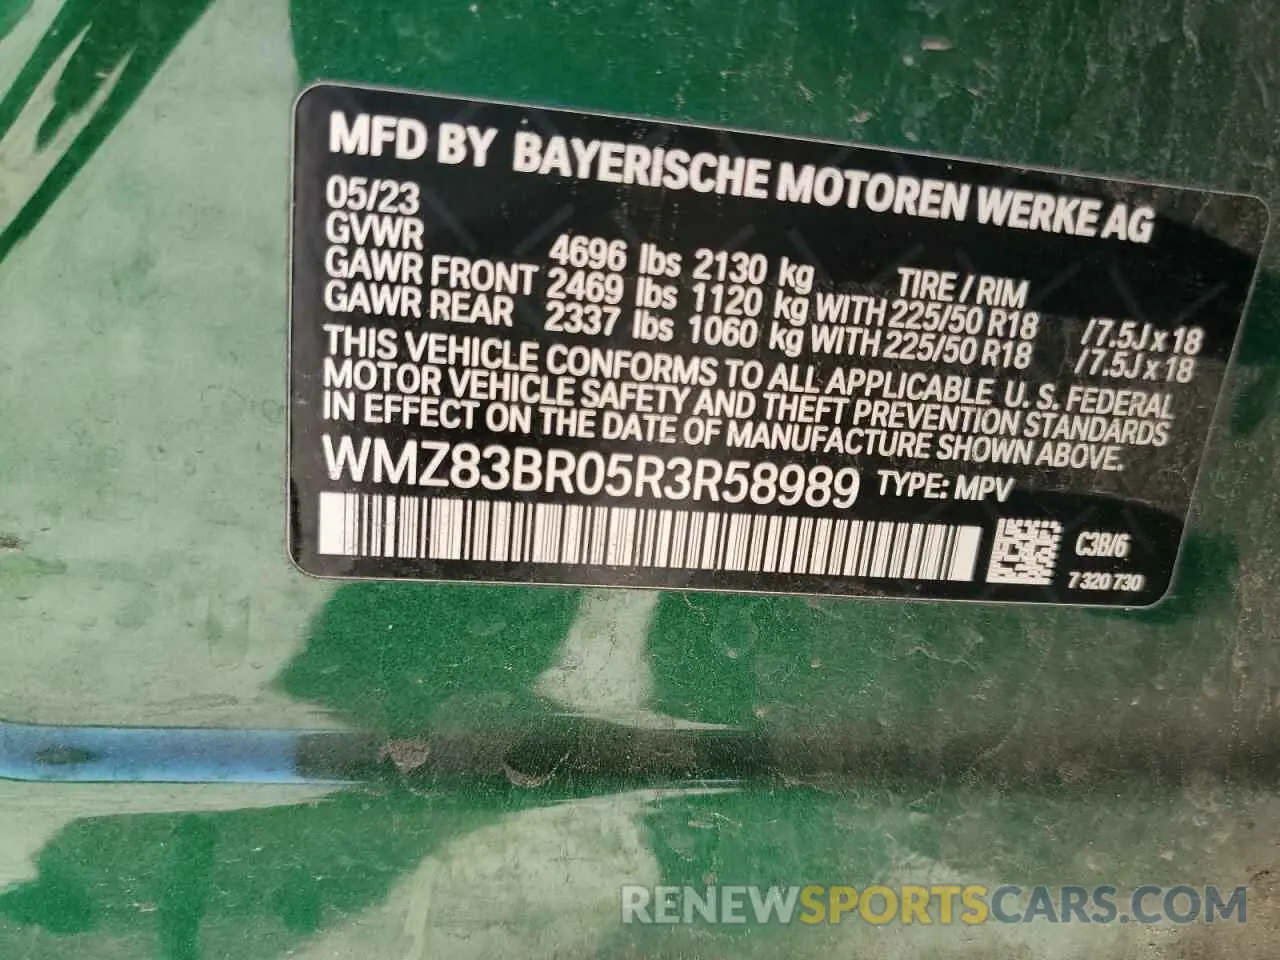 MFD BY BAYERISCHE MOTOREN WERKE AG
05/23
GVWR 4696 lbs 2130 kg TIRE / RIM
GAWR FRONT 2469 lbs 1120 kg WITH 225/50 R18 /7.5J x 18
GAWR REAR 2337 lbs 1060 kg WITH 225/50 R18 /7.5J x 18
THIS VEHICLE CONFORMS TO ALL APPLICABLE U. S. FEDERAL
MOTOR VEHICLE SAFETY AND THEFT PREVENTION STANDARDS
IN EFFECT ON THE DATE OF MANUFACTURE SHOWN ABOVE.
WMZ83BR05R3R58989 TYPE: MPV
C3B/6
7 320 730
RENEWSPORTSCARS.COM